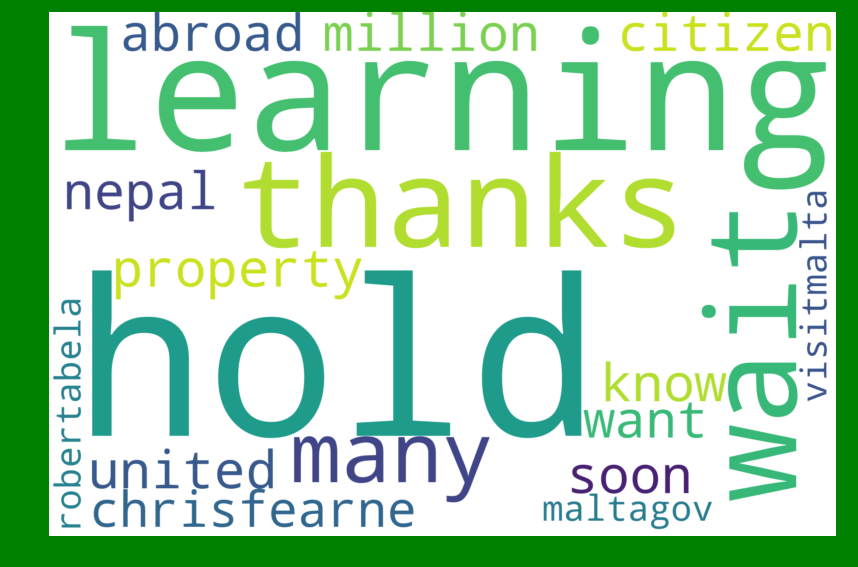 abroad million citizen
learning
nepal thanks
property
hold
wait
visitmalta
robertabela
know
want
many
united soon
chrisfearne maltagov